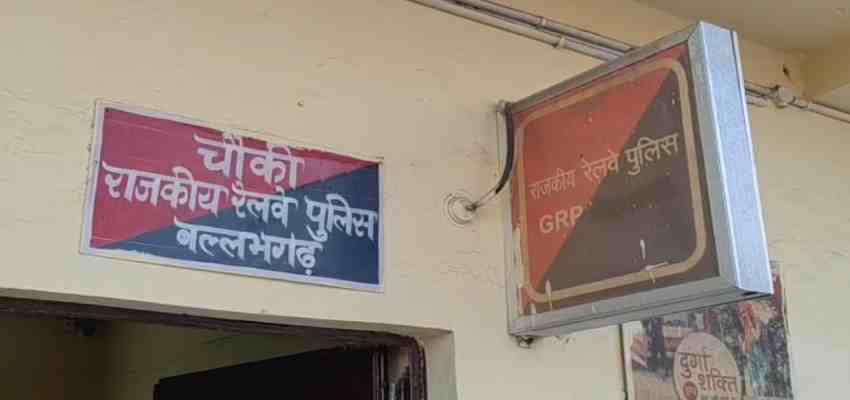 चौकी
राजकीय रेलवे पुलिस
बल्लभगढ़
राजकीय रेलवे पुलिस
GRP
दुर्गा
शक्ति